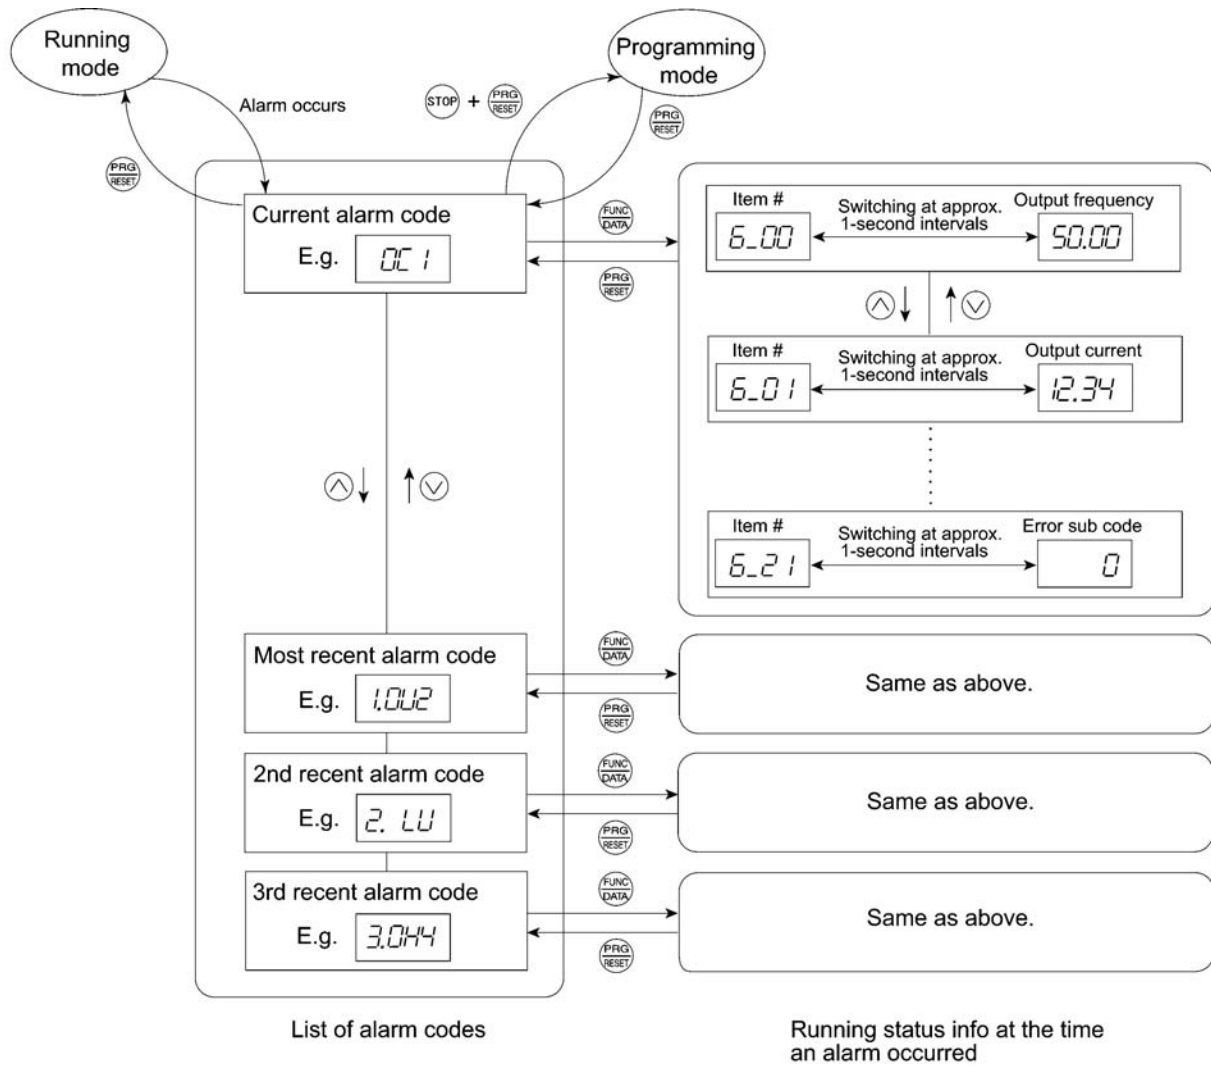 Running
mode
Programming
mode
Alarm occurs
STOP + PRG
RESET
PRG
RESET
PRG
RESET
Current alarm code
E.g. OC1
FUNC
DATA
PRG
RESET
Item #
6_00
Switching at approx.
1-second intervals
Output frequency
50.00
Item #
6_01
Switching at approx.
1-second intervals
Output current
12.34
Item #
6_21
Switching at approx.
1-second intervals
Error sub code
0
Most recent alarm code
E.g. 1.OU2
FUNC
DATA
PRG
RESET
Same as above.
2nd recent alarm code
E.g. 2. LU
FUNC
DATA
PRG
RESET
Same as above.
3rd recent alarm code
E.g. 3.OH4
FUNC
DATA
PRG
RESET
Same as above.
List of alarm codes
Running status info at the time
an alarm occurred